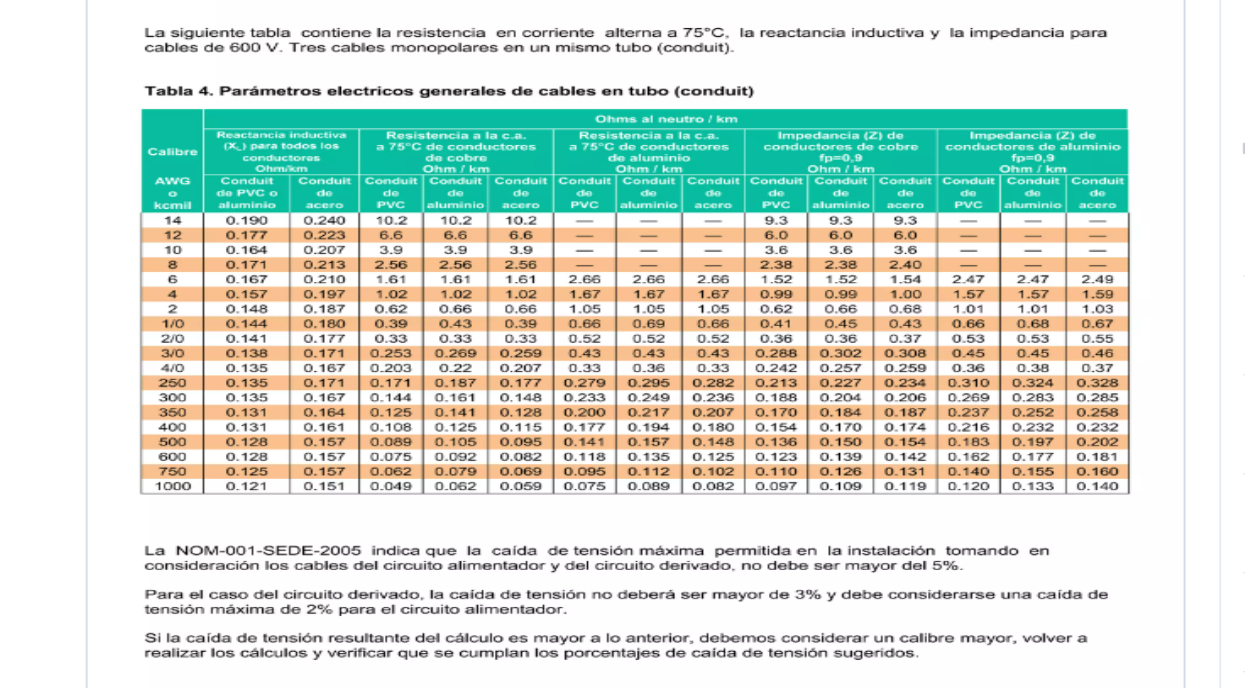 La siguiente tabla contiene la resistencia en corriente alterna a 75°C, la reactancia inductiva y la impedancia para
cables de 600 V. Tres cables monopolares en un mismo tubo (conduit).
Tabla 4. Parámetros electricos generales de cables en tubo (conduit)
Ohms al neutro / km
Calibre AWG o kcmil
Reactancia inductiva (XL) para todos los conductores Ohm/km
Resistencia a la c.a. a 75°C de conductores de cobre Ohm / km
Resistencia a la c.a. a 75°C de conductores de aluminio Ohm / km
Impedancia (Z) de conductores de cobre fp=0,9 Ohm / km
Impedancia (Z) de conductores de aluminio fp=0,9 Ohm / km
Conduit de PVC o aluminio Conduit de acero Conduit de PVC Conduit de aluminio Conduit de acero Conduit de PVC Conduit de aluminio Conduit de acero Conduit de PVC Conduit de aluminio Conduit de acero Conduit de PVC Conduit de aluminio Conduit de acero
14 0.190 0.240 10.2 10.2 10.2 — — — 9.3 9.3 9.3 — — —
12 0.177 0.223 6.6 6.6 6.6 — — — 6.0 6.0 6.0 — — —
10 0.164 0.207 3.9 3.9 3.9 — — — 3.6 3.6 3.6 — — —
8 0.171 0.213 2.56 2.56 2.56 — — — 2.38 2.38 2.40 — — —
6 0.167 0.210 1.61 1.61 1.61 2.66 2.66 2.66 1.52 1.52 1.54 2.47 2.47 2.49
4 0.157 0.197 1.02 1.02 1.02 1.67 1.67 1.67 0.99 0.99 1.00 1.57 1.57 1.59
2 0.148 0.187 0.62 0.66 0.66 1.05 1.05 1.05 0.62 0.66 0.68 1.01 1.01 1.03
1/0 0.144 0.180 0.39 0.43 0.39 0.66 0.69 0.66 0.41 0.45 0.43 0.66 0.68 0.67
2/0 0.141 0.177 0.33 0.33 0.33 0.52 0.52 0.52 0.36 0.36 0.37 0.53 0.53 0.55
3/0 0.138 0.171 0.253 0.269 0.259 0.43 0.43 0.43 0.288 0.302 0.308 0.45 0.45 0.46
4/0 0.135 0.167 0.203 0.22 0.207 0.33 0.36 0.33 0.242 0.257 0.259 0.36 0.38 0.37
250 0.135 0.171 0.171 0.187 0.177 0.279 0.295 0.282 0.213 0.227 0.234 0.310 0.324 0.328
300 0.135 0.167 0.144 0.161 0.148 0.233 0.249 0.236 0.188 0.204 0.206 0.269 0.283 0.285
350 0.131 0.164 0.125 0.141 0.128 0.200 0.217 0.207 0.170 0.184 0.187 0.237 0.252 0.258
400 0.131 0.161 0.108 0.125 0.115 0.177 0.194 0.180 0.154 0.170 0.174 0.216 0.232 0.232
500 0.128 0.157 0.089 0.105 0.095 0.141 0.157 0.148 0.136 0.150 0.154 0.183 0.197 0.202
600 0.128 0.157 0.075 0.092 0.082 0.118 0.135 0.125 0.123 0.139 0.142 0.162 0.177 0.181
750 0.125 0.157 0.062 0.079 0.069 0.095 0.112 0.102 0.110 0.126 0.131 0.140 0.155 0.160
1000 0.121 0.151 0.049 0.062 0.059 0.075 0.089 0.082 0.097 0.109 0.119 0.120 0.133 0.140
La NOM-001-SEDE-2005 indica que la caída de tensión máxima permitida en la instalación tomando en
consideración los cables del circuito alimentador y del circuito derivado, no debe ser mayor del 5%.
Para el caso del circuito derivado, la caída de tensión no deberá ser mayor de 3% y debe considerarse una caída de
tensión máxima de 2% para el circuito alimentador.
Si la caída de tensión resultante del cálculo es mayor a lo anterior, debemos considerar un calibre mayor, volver a
realizar los cálculos y verificar que se cumplan los porcentajes de caída de tensión sugeridos.